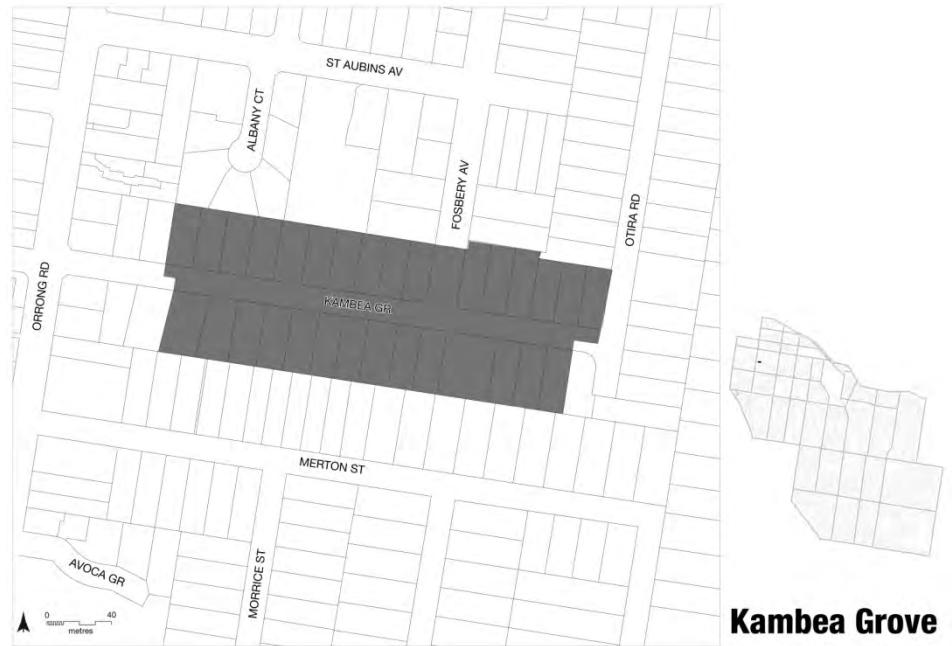 ST AUBINS AV
ALBANY CT
FOSBERY AV
OTIRA RD
ORRONG RD
KAMBEA GR
MERTON ST
MORRICE ST
AVOCA GR
0 40
metres
Kambea Grove